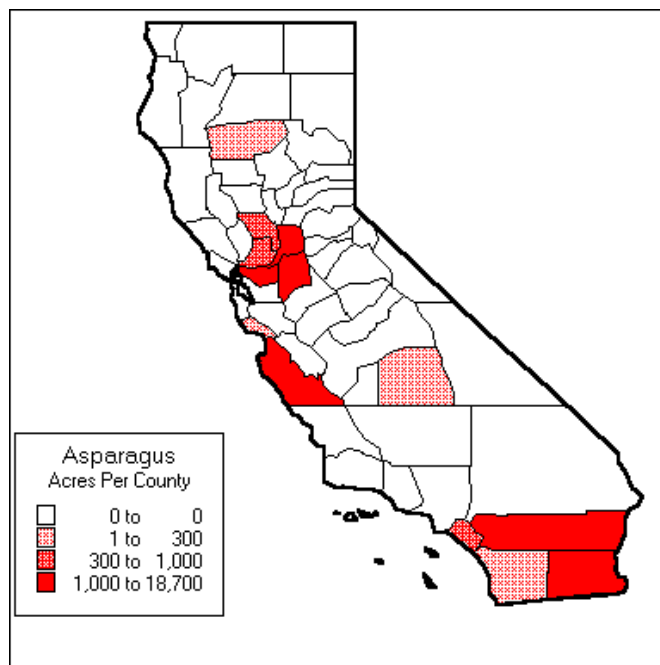 Asparagus
Acres Per County
0 to 0
1 to 300
300 to 1,000
1,000 to 18,700